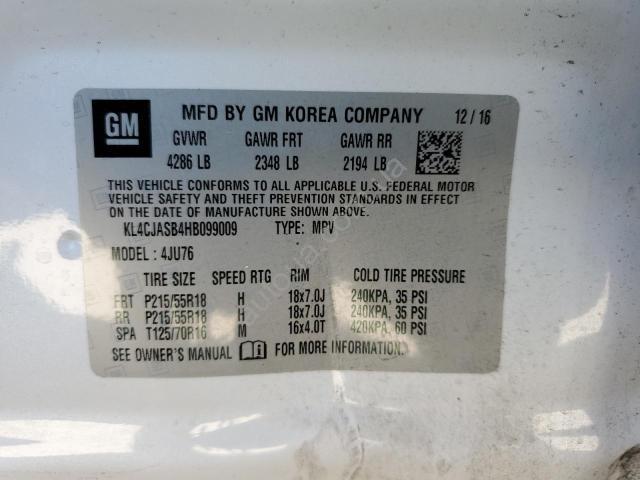 GM
MFD BY GM KOREA COMPANY 12/16
GVWR GAWR FRT GAWR RR
4286 LB 2348 LB 2194 LB
THIS VEHICLE CONFORMS TO ALL APPLICABLE U.S. FEDERAL MOTOR
VEHICLE SAFETY AND THEFT PREVENTION STANDARDS IN EFFECT
ON THE DATE OF MANUFACTURE SHOWN ABOVE.
KL4CJASB4HB099009 TYPE: MPV
MODEL: 4JU76
TIRE SIZE SPEED RTG RIM COLD TIRE PRESSURE
FRT P215/55R18 H 18x7.0J 240KPA, 35 PSI
RR P215/55R18 H 18x7.0J 240KPA, 35 PSI
SPA T125/70R16 M 16x4.0T 420KPA, 60 PSI
SEE OWNER'S MANUAL FOR MORE INFORMATION.